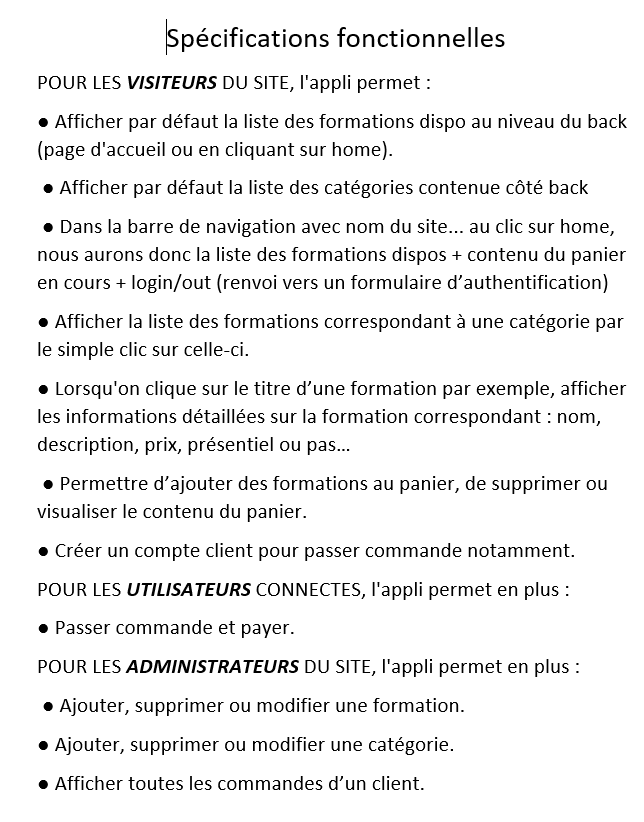 Spécifications fonctionnelles
POUR LES VISITEURS DU SITE, l'appli permet :
● Afficher par défaut la liste des formations dispo au niveau du back
(page d'accueil ou en cliquant sur home).
● Afficher par défaut la liste des catégories contenue côté back
● Dans la barre de navigation avec nom du site... au clic sur home,
nous aurons donc la liste des formations dispos + contenu du panier
en cours + login/out (renvoi vers un formulaire d’authentification)
● Afficher la liste des formations correspondant à une catégorie par
le simple clic sur celle-ci.
● Lorsqu'on clique sur le titre d’une formation par exemple, afficher
les informations détaillées sur la formation correspondant : nom,
description, prix, présentiel ou pas…
● Permettre d’ajouter des formations au panier, de supprimer ou
visualiser le contenu du panier.
● Créer un compte client pour passer commande notamment.
POUR LES UTILISATEURS CONNECTES, l'appli permet en plus :
● Passer commande et payer.
POUR LES ADMINISTRATEURS DU SITE, l'appli permet en plus :
● Ajouter, supprimer ou modifier une formation.
● Ajouter, supprimer ou modifier une catégorie.
● Afficher toutes les commandes d’un client.